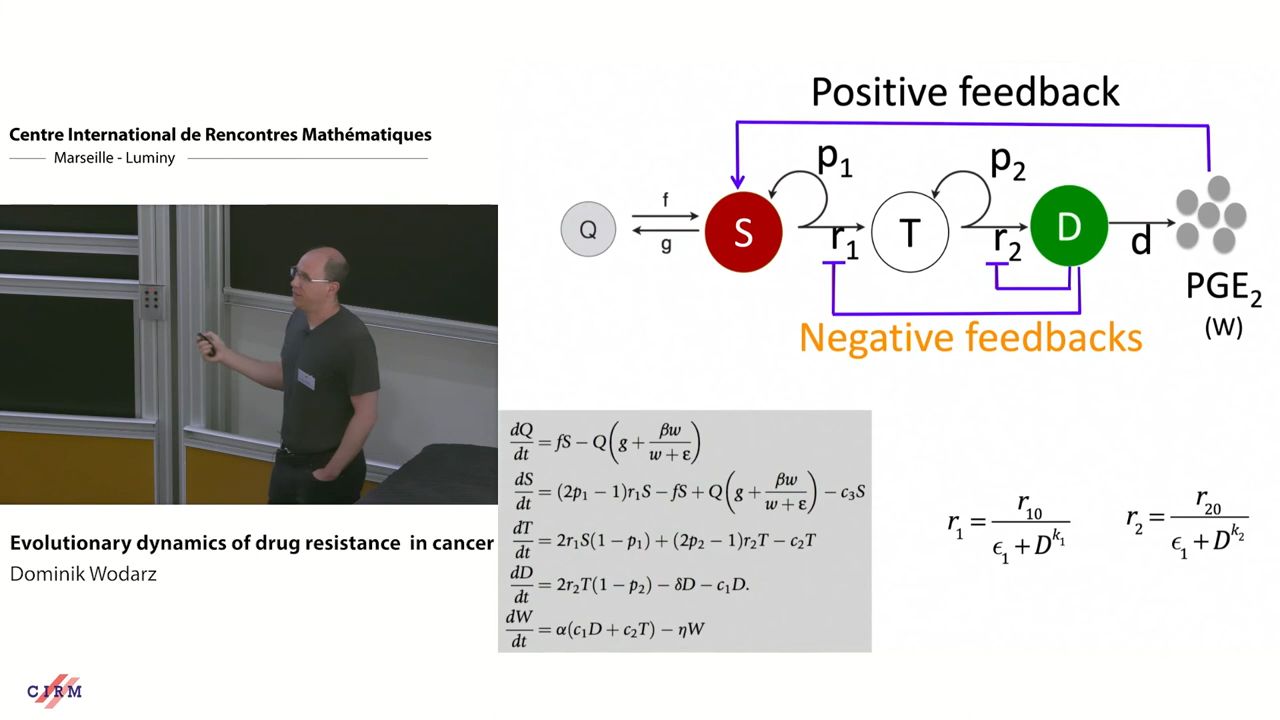 Centre International de Rencontres Mathématiques
Marseille - Luminy
Evolutionary dynamics of drug resistance in cancer
Dominik Wodarz
CIRM
Positive feedback
p₁
p₂
f
Q
S
T
D
g
r₁
r₂
d
PGE₂
(W)
Negative feedbacks
dQ/dt = fS − Q(g + βw/(w + ε))
dS/dt = (2p₁ − 1)r₁S − fS + Q(g + βw/(w + ε)) − c₃S
dT/dt = 2r₁S(1 − p₁) + (2p₂ − 1)r₂T − c₂T
dD/dt = 2r₂T(1 − p₂) − δD − c₁D.
dW/dt = α(c₁D + c₂T) − ηW
r₁ = r₁₀/(ϵ₁ + D^k₁)
r₂ = r₂₀/(ϵ₁ + D^k₂)